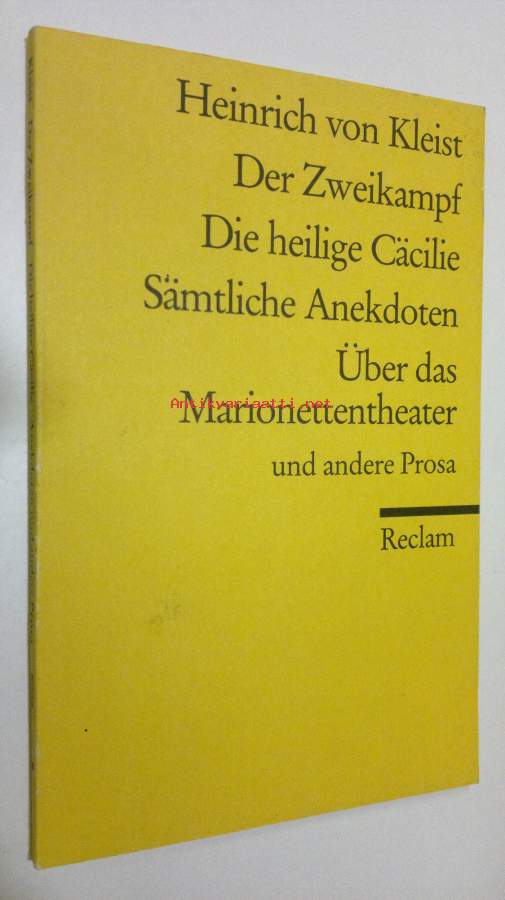 Heinrich von Kleist
Der Zweikampf
Die heilige Cäcilie
Sämtliche Anekdoten
Über das
Marionettentheater
und andere Prosa
Reclam
Antikvariaatti.net